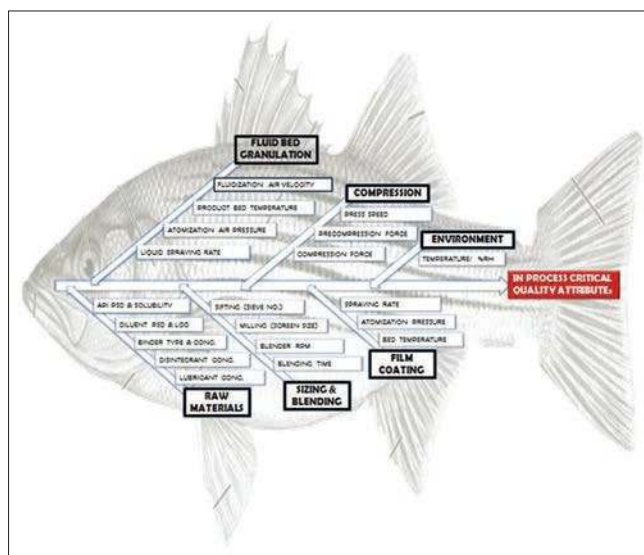 FLUID BED
GRANULATION
FLUIDIZATION AIR VELOCITY
PRODUCT BED TEMPERATURE
ATOMIZATION AIR PRESSURE
LIQUID SPRAYING RATE
COMPRESSION
PRESS SPEED
PRECOMPRESSION FORCE
COMPRESSION FORCE
ENVIRONMENT
TEMPERATURE/ %RH
IN PROCESS CRITICAL
QUALITY ATTRIBUTES
API PSD & SOLUBILITY
DILUENT PSD & LOD
BINDER TYPE & CONC.
DISINTEGRANT CONC.
LUBRICANT CONC.
RAW
MATERIALS
SIFTING (SIEVE NO.)
MILLING (SCREEN SIZE)
BLENDER RPM
BLENDING TIME
SIZING &
BLENDING
SPRAYING RATE
ATOMIZATION PRESSURE
BED TEMPERATURE
FILM
COATING